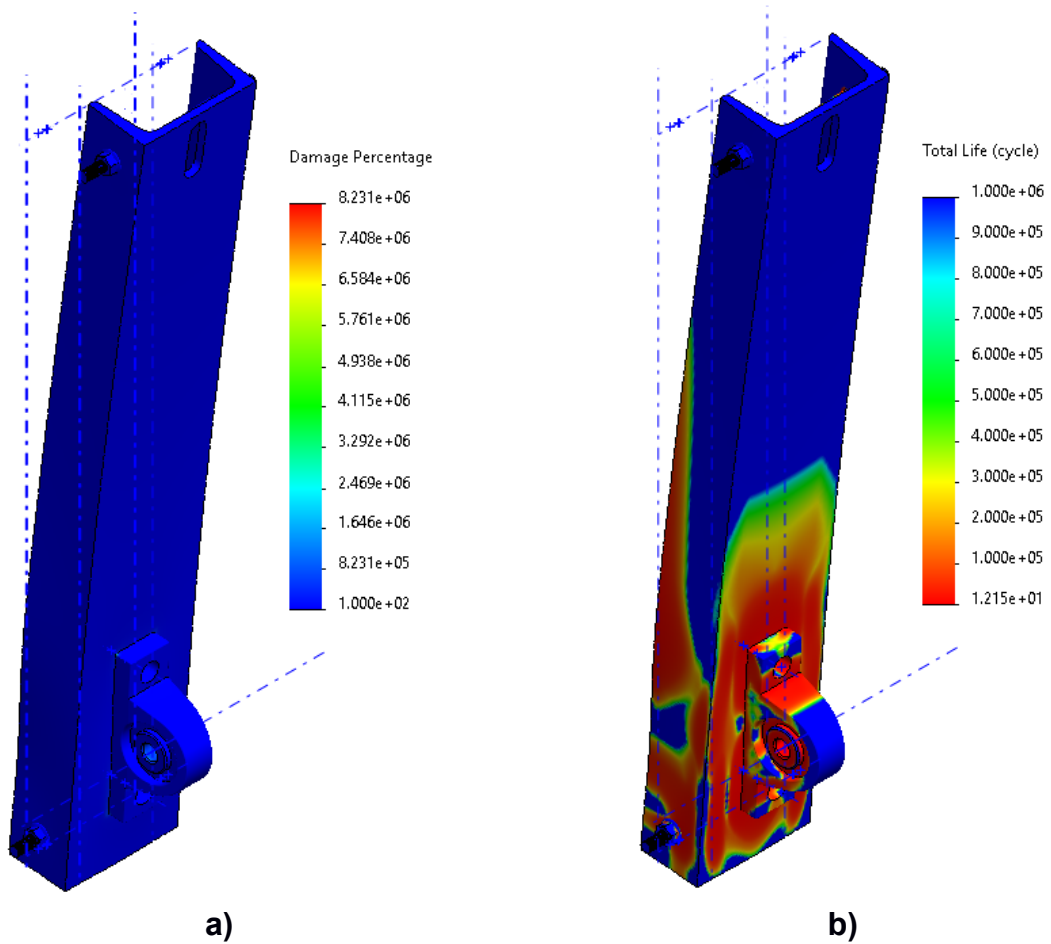 Damage Percentage
8.231e+06
7.408e+06
6.584e+06
5.761e+06
4.938e+06
4.115e+06
3.292e+06
2.469e+06
1.646e+06
8.231e+05
1.000e+02
a)
Total Life (cycle)
1.000e+06
9.000e+05
8.000e+05
7.000e+05
6.000e+05
5.000e+05
4.000e+05
3.000e+05
2.000e+05
1.000e+05
1.215e+01
b)